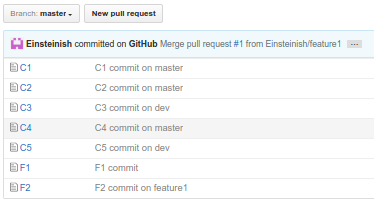 Branch: master New pull request
Einsteinish committed on GitHub Merge pull request #1 from Einsteinish/feature1 ...
C1 C1 commit on master
C2 C2 commit on master
C3 C3 commit on dev
C4 C4 commit on master
C5 C5 commit on dev
F1 F1 commit
F2 F2 commit on feature1